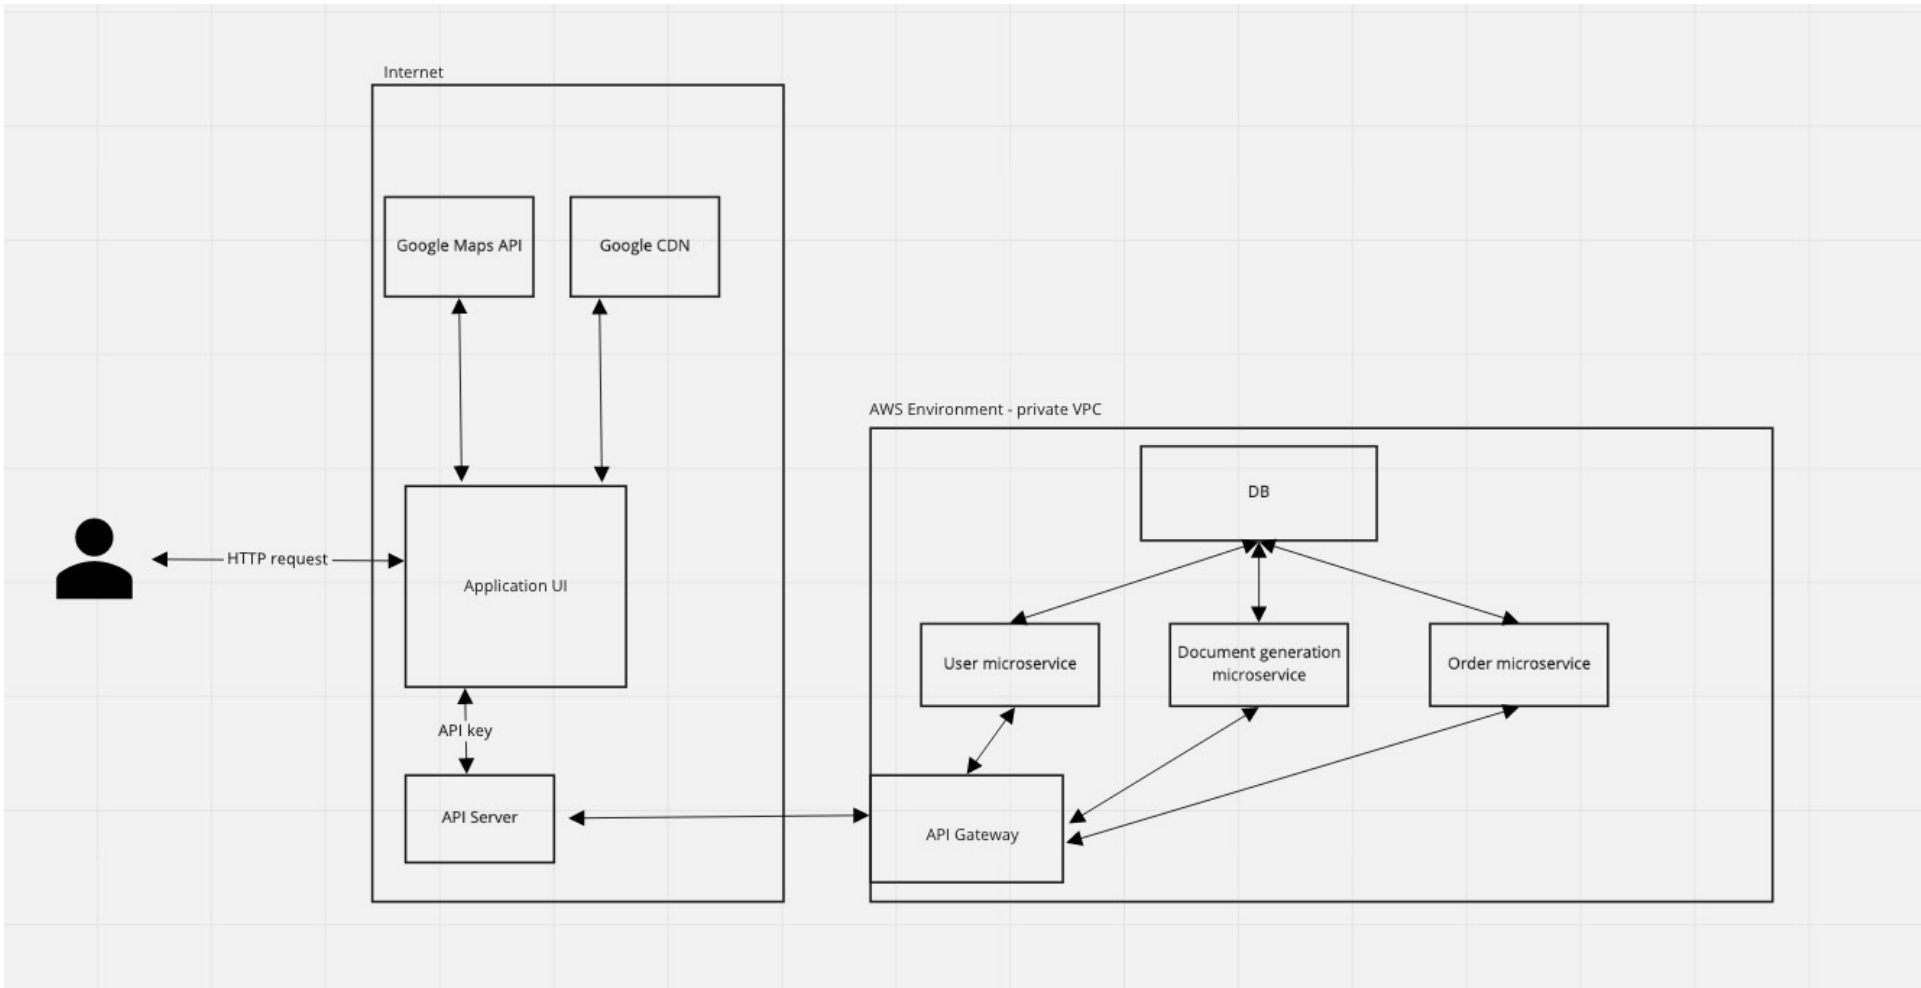 Internet
Google Maps API
Google CDN
HTTP request
Application UI
API key
API Server
AWS Environment - private VPC
DB
User microservice
Document generation
microservice
Order microservice
API Gateway